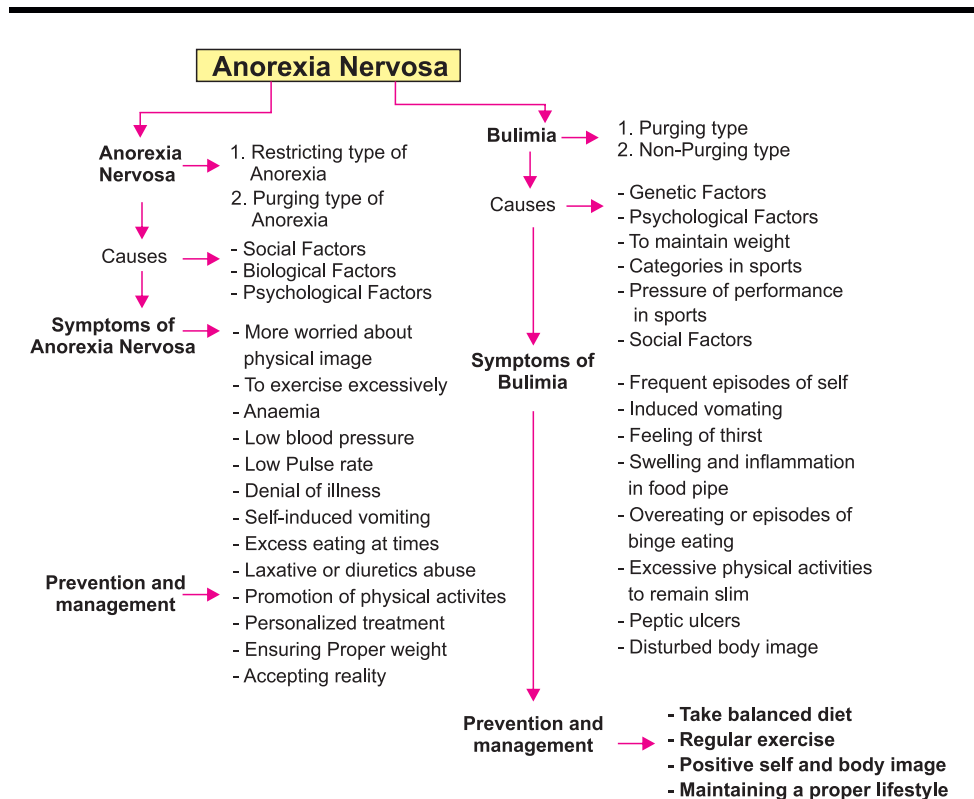 Anorexia Nervosa
Anorexia
Nervosa
1. Restricting type of
Anorexia
2. Purging type of
Anorexia
Causes
- Social Factors
- Biological Factors
- Psychological Factors
Symptoms of
Anorexia Nervosa
- More worried about
physical image
- To exercise excessively
- Anaemia
- Low blood pressure
- Low Pulse rate
- Denial of illness
- Self-induced vomiting
- Excess eating at times
- Laxative or diuretics abuse
Prevention and
management
- Promotion of physical activites
- Personalized treatment
- Ensuring Proper weight
- Accepting reality
Bulimia
1. Purging type
2. Non-Purging type
Causes
- Genetic Factors
- Psychological Factors
- To maintain weight
- Categories in sports
- Pressure of performance
in sports
- Social Factors
Symptoms of
Bulimia
- Frequent episodes of self
- Induced vomating
- Feeling of thirst
- Swelling and inflammation
in food pipe
- Overeating or episodes of
binge eating
- Excessive physical activities
to remain slim
- Peptic ulcers
- Disturbed body image
Prevention and
management
- Take balanced diet
- Regular exercise
- Positive self and body image
- Maintaining a proper lifestyle